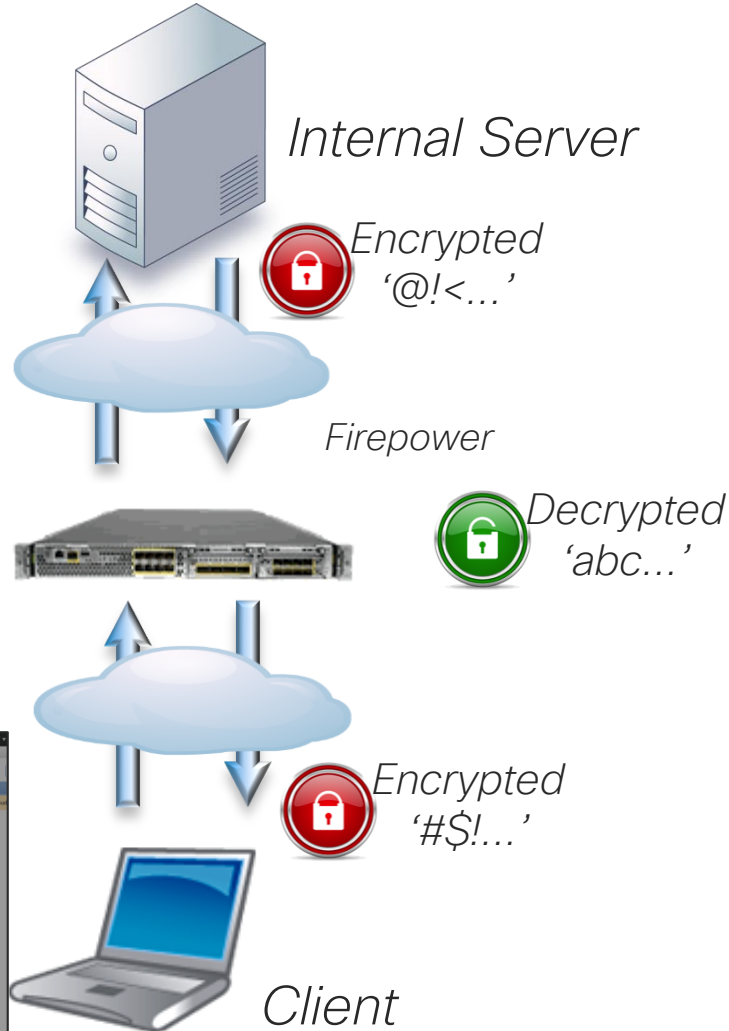 Internal Server
Encrypted
‘@!<...’
Firepower
Decrypted
‘abc...’
Encrypted
‘#$!...’
Client